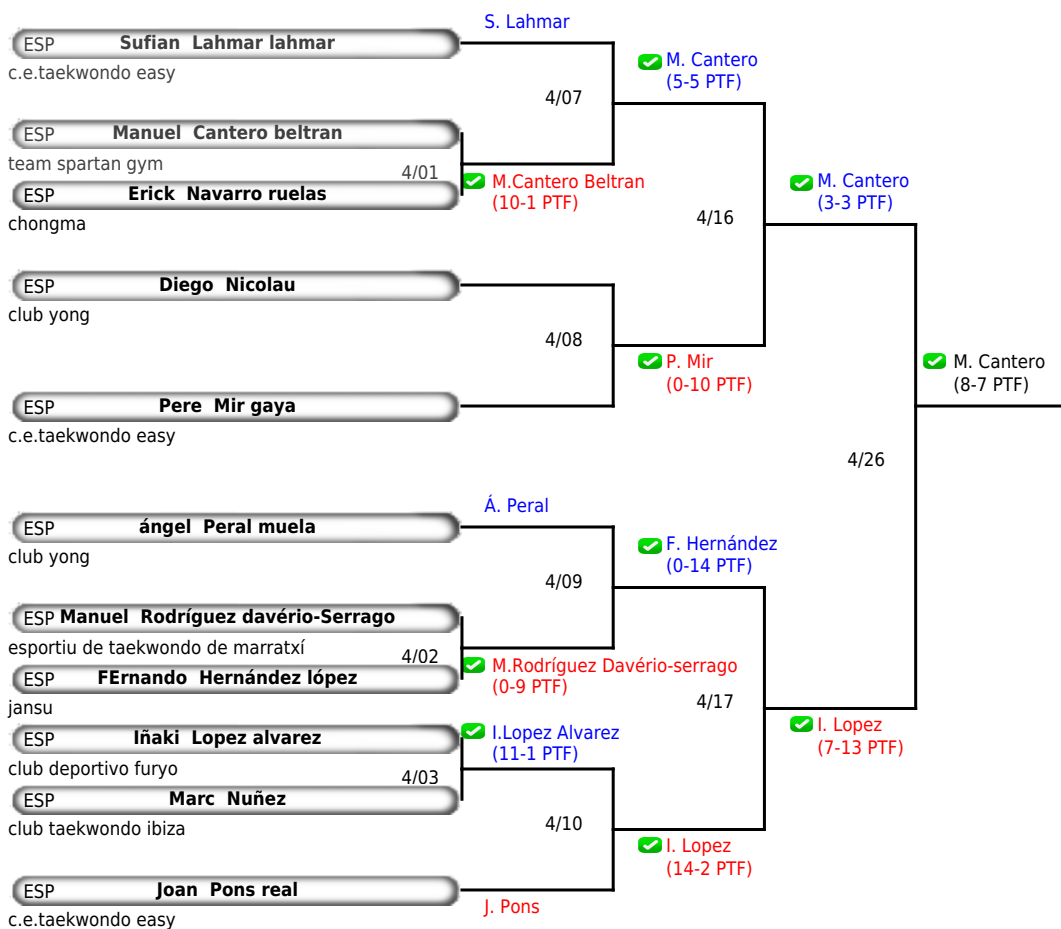 S. Lahmar
ESP Sufian Lahmar lahmar
c.e.taekwondo easy
M. Cantero
(5-5 PTF)
4/07
ESP Manuel Cantero beltran
team spartan gym
4/01
M.Cantero Beltran
(10-1 PTF)
ESP Erick Navarro ruelas
chongma
M. Cantero
(3-3 PTF)
4/16
ESP Diego Nicolau
club yong
4/08
P. Mir
(0-10 PTF)
M. Cantero
(8-7 PTF)
ESP Pere Mir gaya
c.e.taekwondo easy
4/26
Á. Peral
ESP ángel Peral muela
club yong
F. Hernández
(0-14 PTF)
4/09
ESP Manuel Rodríguez davério-Serrago
esportiu de taekwondo de marratxí
4/02
M.Rodríguez Davério-serrago
(0-9 PTF)
ESP FErnando Hernández lópez
jansu
4/17
I. Lopez
(7-13 PTF)
ESP Iñaki Lopez alvarez
club deportivo furyo
I.Lopez Alvarez
(11-1 PTF)
4/03
ESP Marc Nuñez
club taekwondo ibiza
4/10
I. Lopez
(14-2 PTF)
ESP Joan Pons real
c.e.taekwondo easy
J. Pons